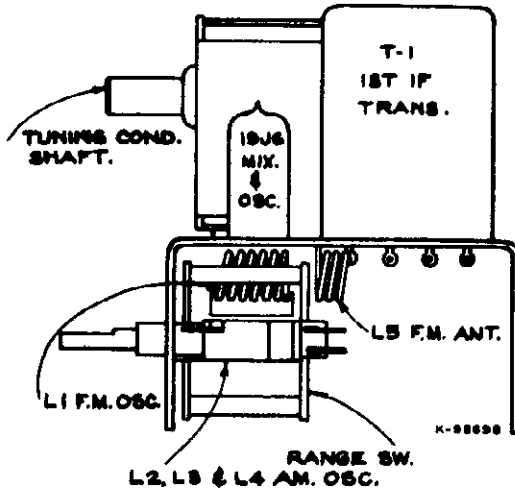 T-1
1ST IF
TRANS.
TUNING COND.
SHAFT.
19J6
MIX.
&
OSC.
L5 F.M. ANT.
L1 F.M. OSC.
K-98698
RANGE SW.
L2, L3 & L4 AM. OSC.